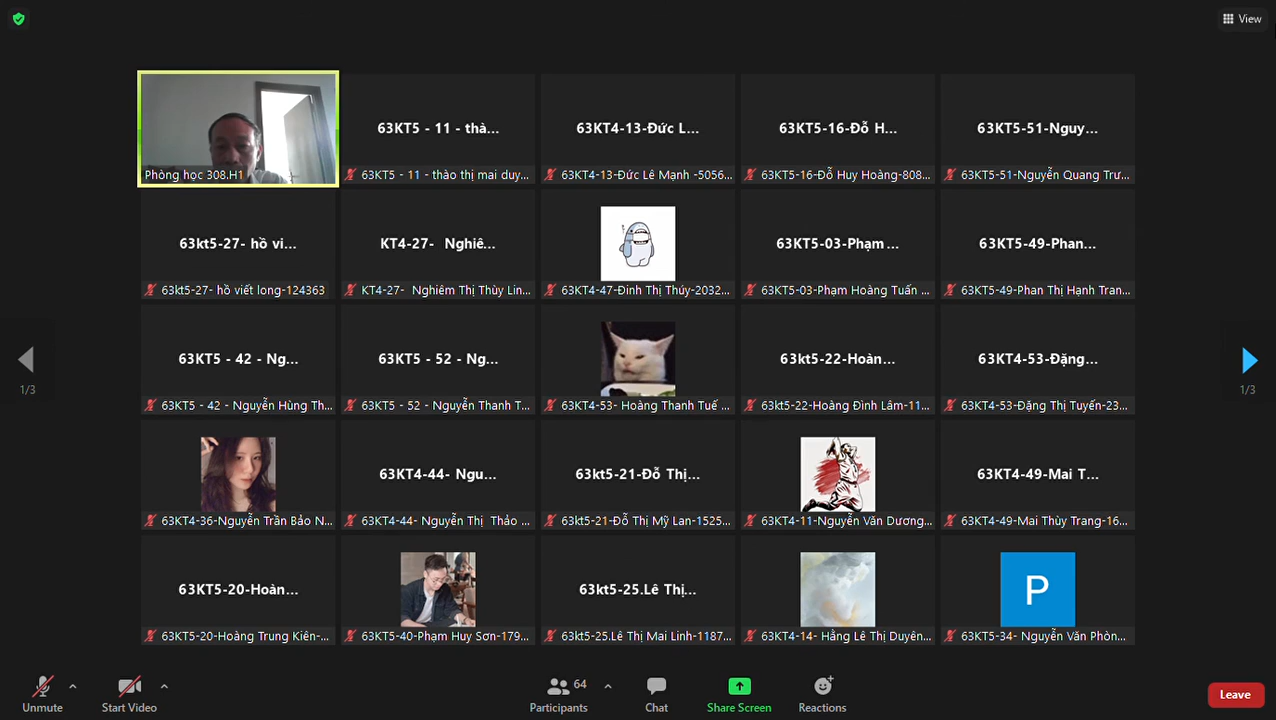 View
Phòng học 308.H1
63KT5 - 11 - thà...
63KT5 - 11 - thào thị mai duy...
63KT4-13-Đức L...
63KT4-13-Đức Lê Mạnh -5056...
63KT5-16-Đỗ H...
63KT5-16-Đỗ Huy Hoàng-808...
63KT5-51-Nguy...
63KT5-51-Nguyễn Quang Trư...
63kt5-27- hồ vi...
63kt5-27- hồ viết long-124363
KT4-27- Nghiê...
KT4-27- Nghiêm Thị Thùy Lin...
63KT4-47-Đinh Thị Thúy-2032...
63KT5-03-Phạm ...
63KT5-03-Phạm Hoàng Tuấn ...
63KT5-49-Phan...
63KT5-49-Phan Thị Hạnh Tran...
63KT5 - 42 - Ng...
63KT5 - 42 - Nguyễn Hùng Th...
63KT5 - 52 - Ng...
63KT5 - 52 - Nguyễn Thanh T...
63KT4-53- Hoàng Thanh Tuế ...
63kt5-22-Hoàn...
63kt5-22-Hoàng Đình Lâm-11...
63KT4-53-Đặng...
63KT4-53-Đặng Thị Tuyến-23...
1/3
1/3
63KT4-36-Nguyễn Trần Bảo N...
63KT4-44- Ngu...
63KT4-44- Nguyễn Thị Thảo ...
63kt5-21-Đỗ Thị...
63kt5-21-Đỗ Thị Mỹ Lan-1525...
63KT4-11-Nguyễn Văn Dương...
63KT4-49-Mai T...
63KT4-49-Mai Thùy Trang-16...
63KT5-20-Hoàn...
63KT5-20-Hoàng Trung Kiên-...
63KT5-40-Phạm Huy Sơn-179...
63kt5-25.Lê Thị...
63kt5-25.Lê Thị Mai Linh-1187...
63KT4-14- Hằng Lê Thị Duyên...
P
63KT5-34- Nguyễn Văn Phòn...
Unmute
Start Video
64
Participants
Chat
Share Screen
Reactions
Leave